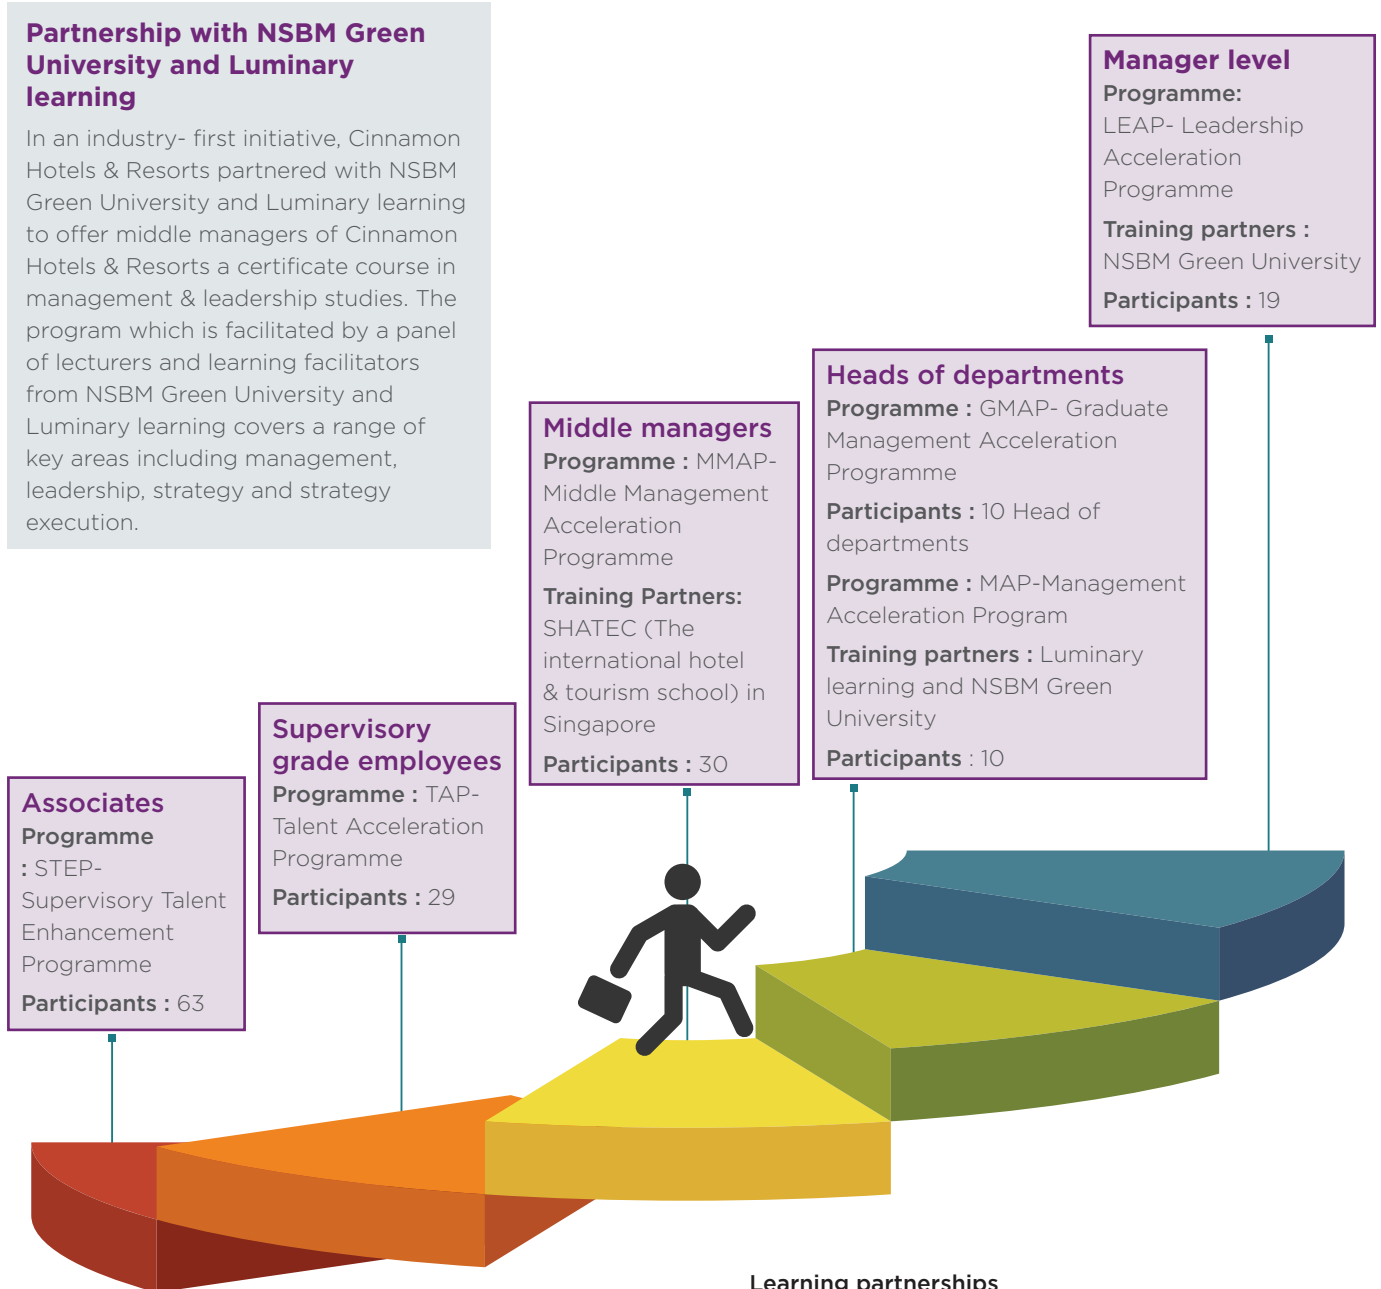 Partnership with NSBM Green
University and Luminary
learning
In an industry- first initiative, Cinnamon
Hotels & Resorts partnered with NSBM
Green University and Luminary learning
to offer middle managers of Cinnamon
Hotels & Resorts a certificate course in
management & leadership studies. The
program which is facilitated by a panel
of lecturers and learning facilitators
from NSBM Green University and
Luminary learning covers a range of
key areas including management,
leadership, strategy and strategy
execution.
Associates
Programme
: STEP-
Supervisory Talent
Enhancement
Programme
Participants : 63
Supervisory
grade employees
Programme : TAP-
Talent Acceleration
Programme
Participants : 29
Middle managers
Programme : MMAP-
Middle Management
Acceleration
Programme
Training Partners:
SHATEC (The
international hotel
& tourism school) in
Singapore
Participants : 30
Heads of departments
Programme : GMAP- Graduate
Management Acceleration
Programme
Participants : 10 Head of
departments
Programme : MAP-Management
Acceleration Program
Training partners : Luminary
learning and NSBM Green
University
Participants : 10
Manager level
Programme:
LEAP- Leadership
Acceleration
Programme
Training partners :
NSBM Green University
Participants : 19
Learning partnerships